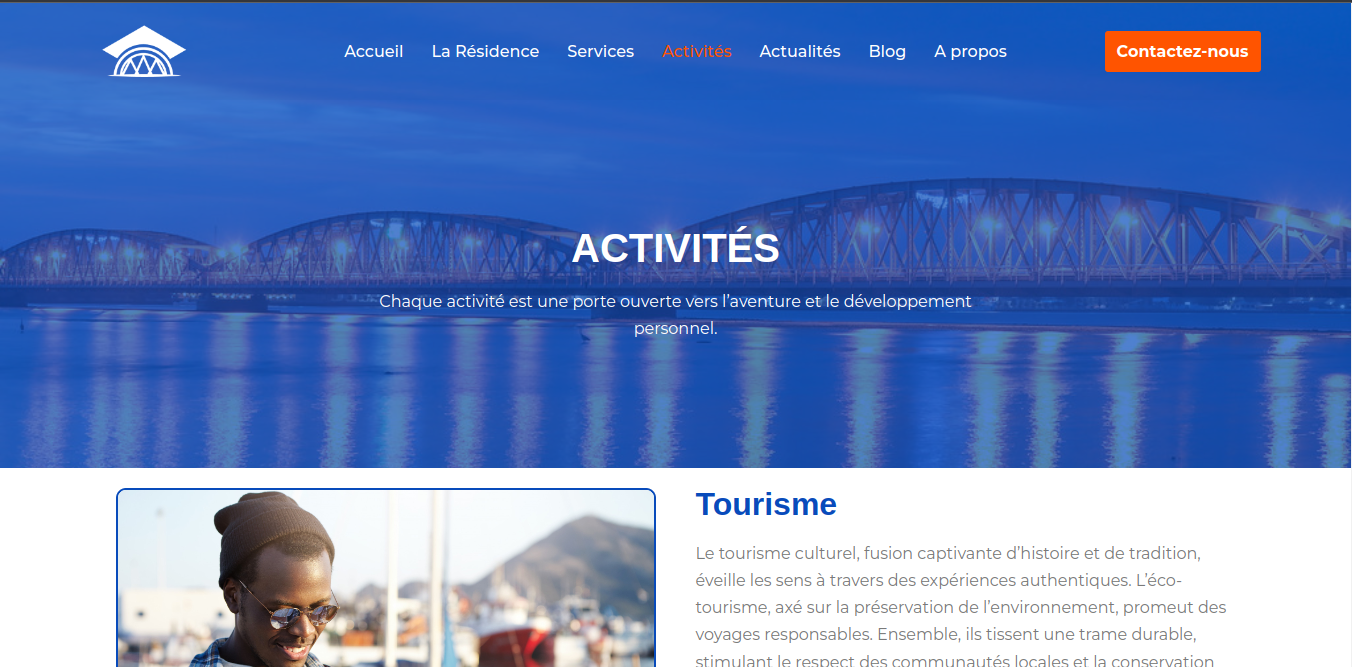 Accueil La Résidence Services Activités Actualités Blog A propos Contactez-nous
ACTIVITÉS
Chaque activité est une porte ouverte vers l’aventure et le développement
personnel.
Tourisme
Le tourisme culturel, fusion captivante d’histoire et de tradition,
éveille les sens à travers des expériences authentiques. L’éco-
tourisme, axé sur la préservation de l’environnement, promeut des
voyages responsables. Ensemble, ils tissent une trame durable,
stimulant le respect des communautés locales et la conservation